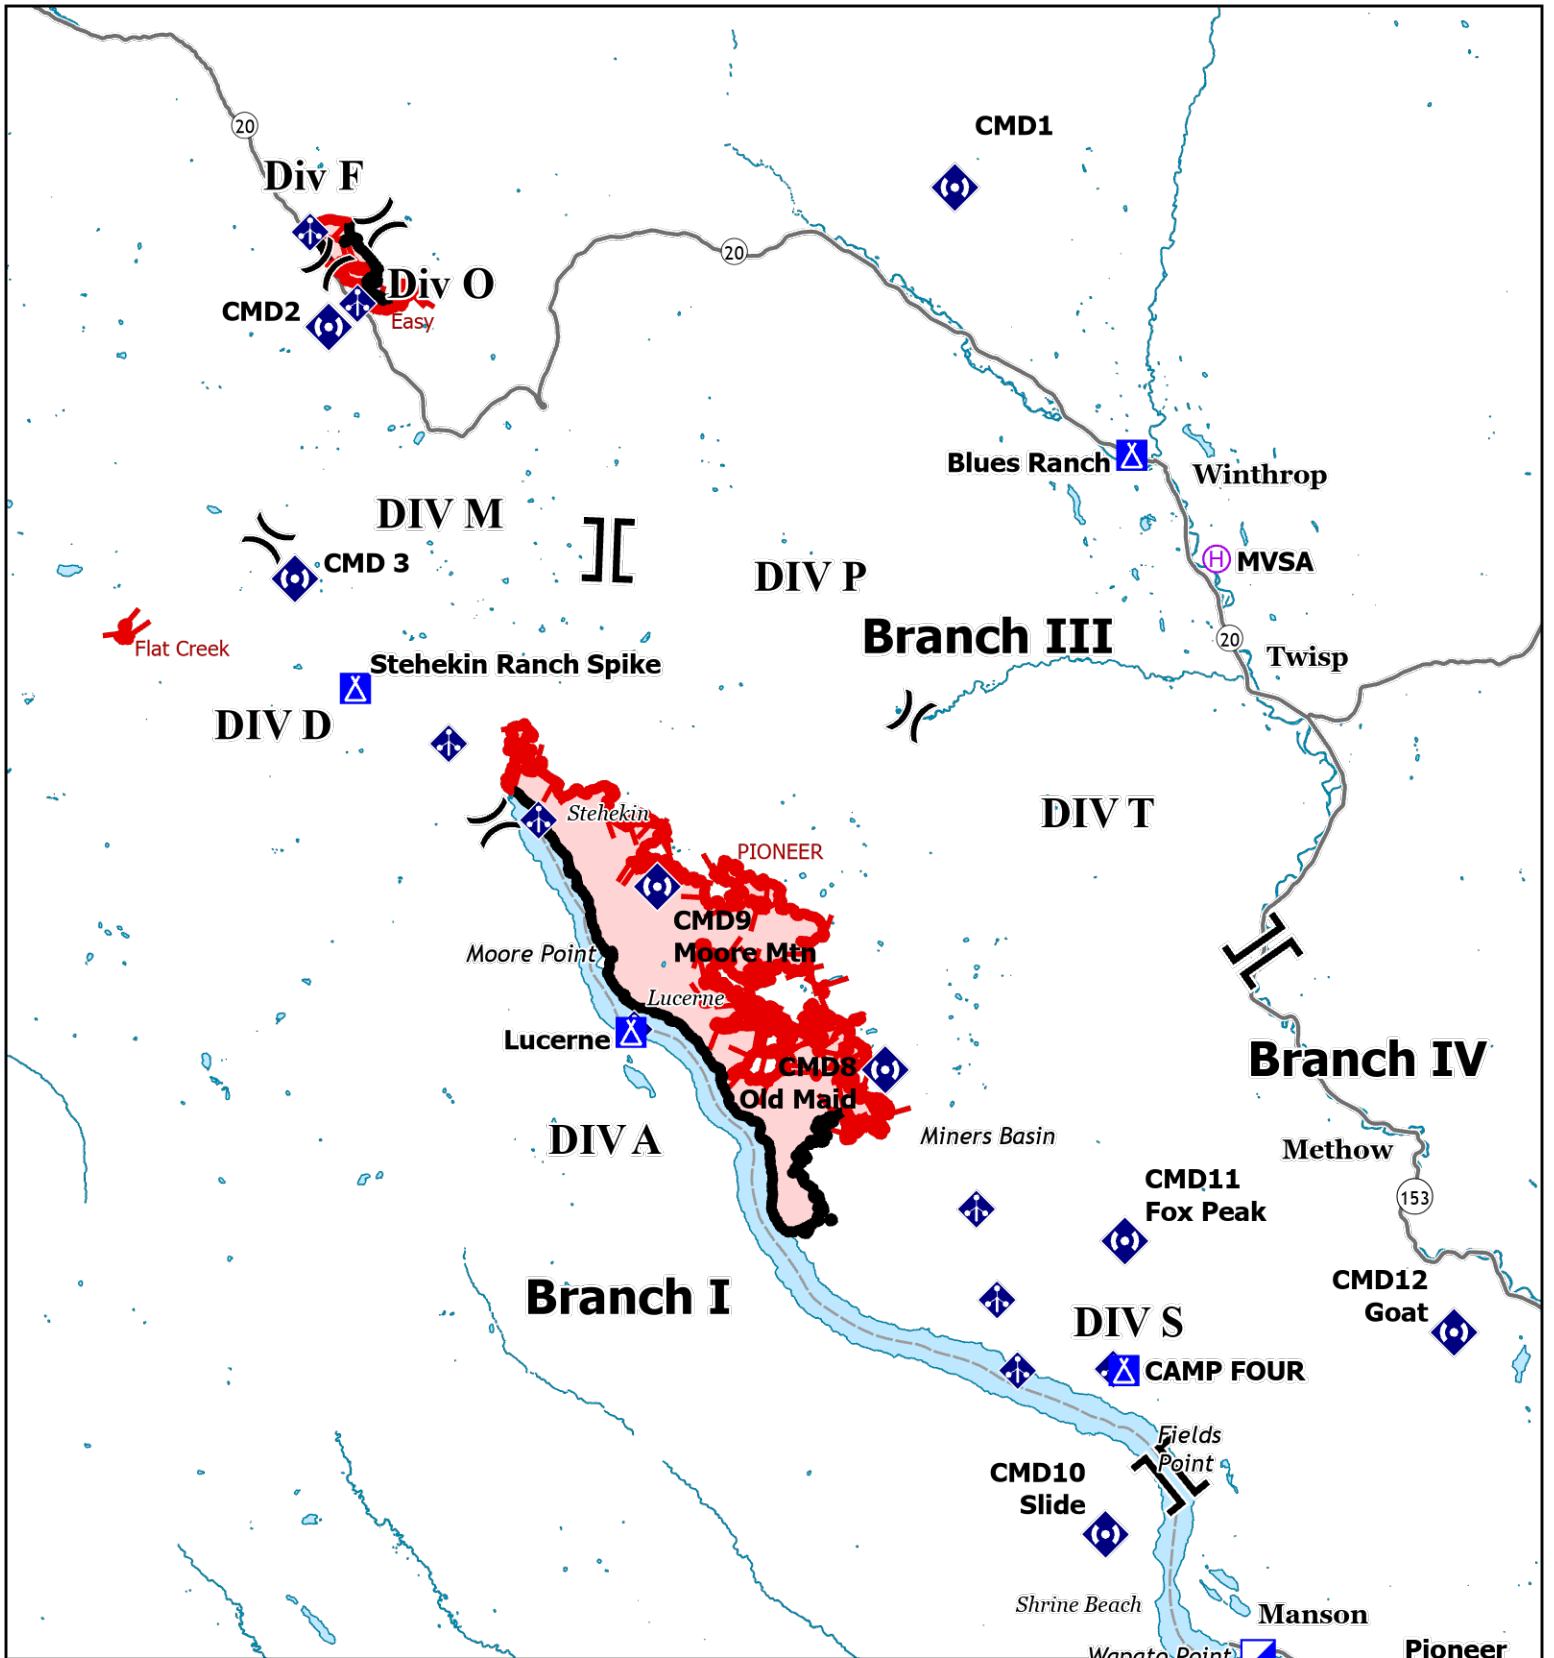 CMD1
20
Div F
20
Div O
CMD2
Easy
Blues Ranch
Winthrop
DIV M
CMD 3
H
MVSA
DIV P
Branch III
20
Flat Creek
Twisp
Stehekin Ranch Spike
DIV D
Stehekin
DIV T
PIONEER
CMD9
Moore Mtn
Moore Point
Lucerne
Lucerne
Branch IV
CMD8
Old Maid
DIV A
Miners Basin
Methow
CMD11
Fox Peak
153
Branch I
CMD12
Goat
DIV S
CAMP FOUR
Fields
Point
CMD10
Slide
Shrine Beach
Manson
Wapato Point
Pioneer